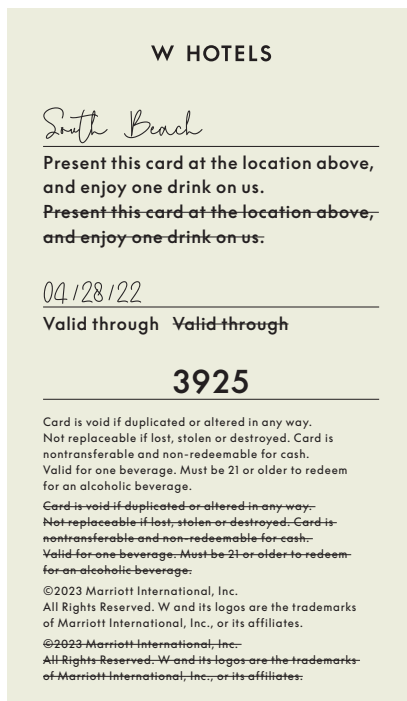 W HOTELS
South Beach
Present this card at the location above,
and enjoy one drink on us.
Present this card at the location above,
and enjoy one drink on us.
04/28/22
Valid through Valid through
3925
Card is void if duplicated or altered in any way.
Not replaceable if lost, stolen or destroyed. Card is
nontransferable and non-redeemable for cash.
Valid for one beverage. Must be 21 or older to redeem
for an alcoholic beverage.
Card is void if duplicated or altered in any way.
Not replaceable if lost, stolen or destroyed. Card is
nontransferable and non-redeemable for cash.
Valid for one beverage. Must be 21 or older to redeem
for an alcoholic beverage.
©2023 Marriott International, Inc.
All Rights Reserved. W and its logos are the trademarks
of Marriott International, Inc., or its affiliates.
©2023 Marriott International, Inc.
All Rights Reserved. W and its logos are the trademarks
of Marriott International, Inc., or its affiliates.